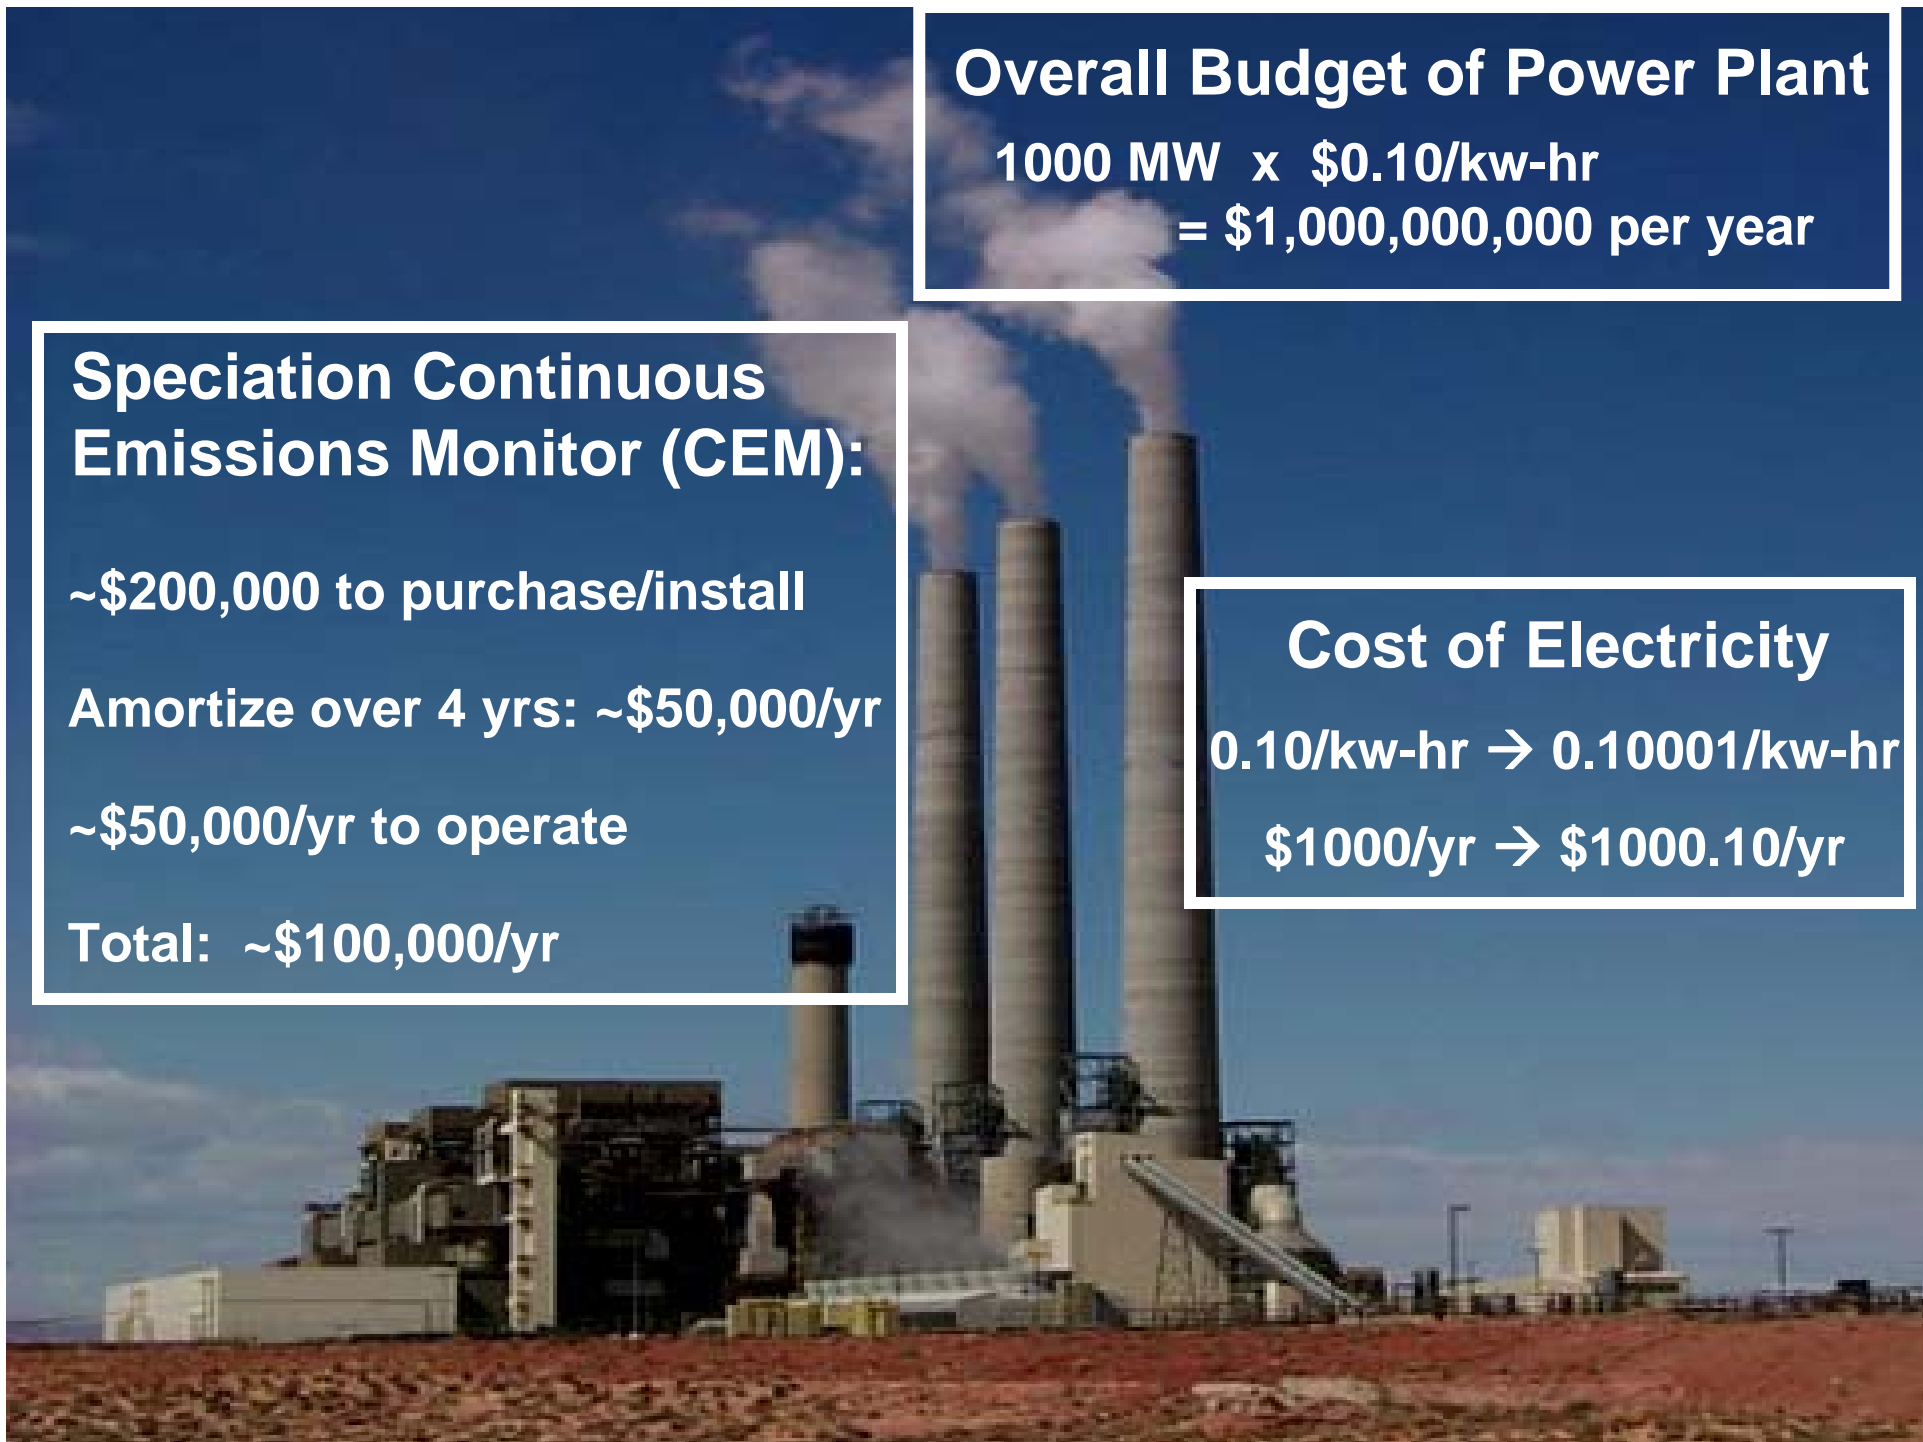 Overall Budget of Power Plant
1000 MW x $0.10/kw-hr
= $1,000,000,000 per year
Speciation Continuous
Emissions Monitor (CEM):
~$200,000 to purchase/install
Amortize over 4 yrs: ~$50,000/yr
~$50,000/yr to operate
Total: ~$100,000/yr
Cost of Electricity
0.10/kw-hr → 0.10001/kw-hr
$1000/yr → $1000.10/yr